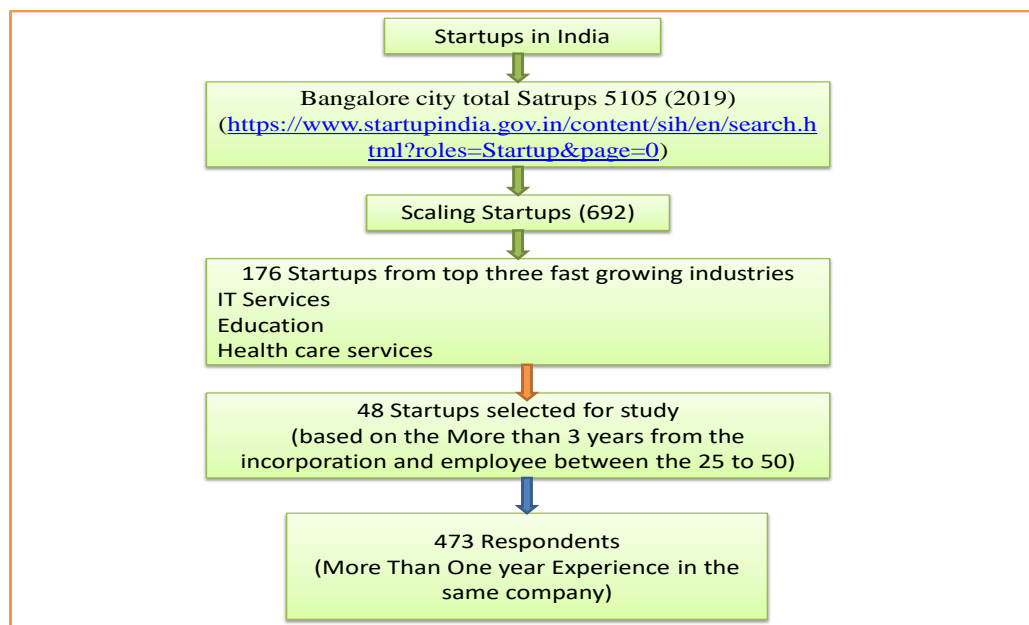 Startups in India
Bangalore city total Satrups 5105 (2019)
(https://www.startupindia.gov.in/content/sih/en/search.h
tml?roles=Startup&page=0)
Scaling Startups (692)
176 Startups from top three fast growing industries
IT Services
Education
Health care services
48 Startups selected for study
(based on the More than 3 years from the
incorporation and employee between the 25 to 50)
473 Respondents
(More Than One year Experience in the
same company)